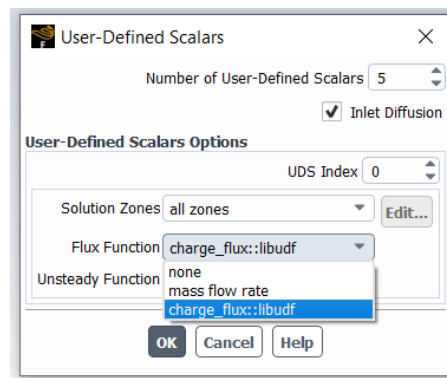 User-Defined Scalars
Number of User-Defined Scalars 5
Inlet Diffusion
User-Defined Scalars Options
UDS Index 0
Solution Zones all zones Edit...
Flux Function charge_flux::libudf
none
Unsteady Function mass flow rate
charge_flux::libudf
OK Cancel Help